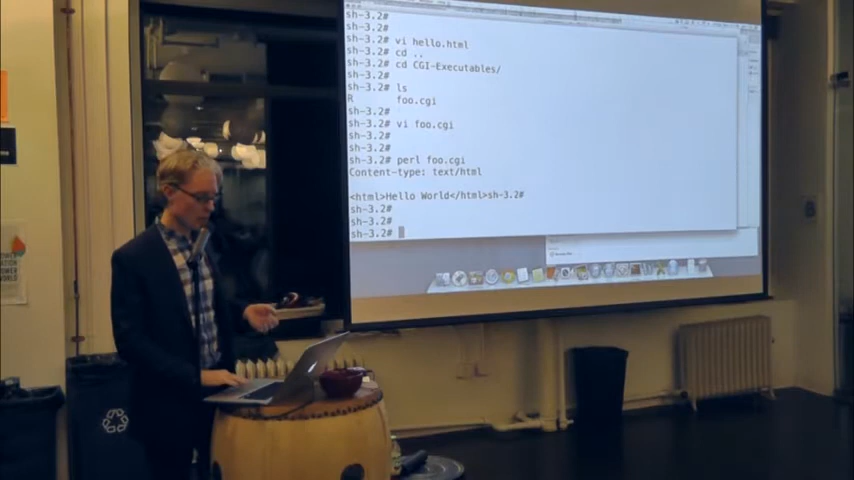 sh-3.2#
sh-3.2#
sh-3.2# vi hello.html
sh-3.2# cd ..
sh-3.2# cd CGI-Executables/
sh-3.2#
sh-3.2# ls
R foo.cgi
sh-3.2#
sh-3.2# vi foo.cgi
sh-3.2#
sh-3.2#
sh-3.2# perl foo.cgi
Content-type: text/html
<html>Hello World</html>sh-3.2#
sh-3.2#
sh-3.2#
sh-3.2#